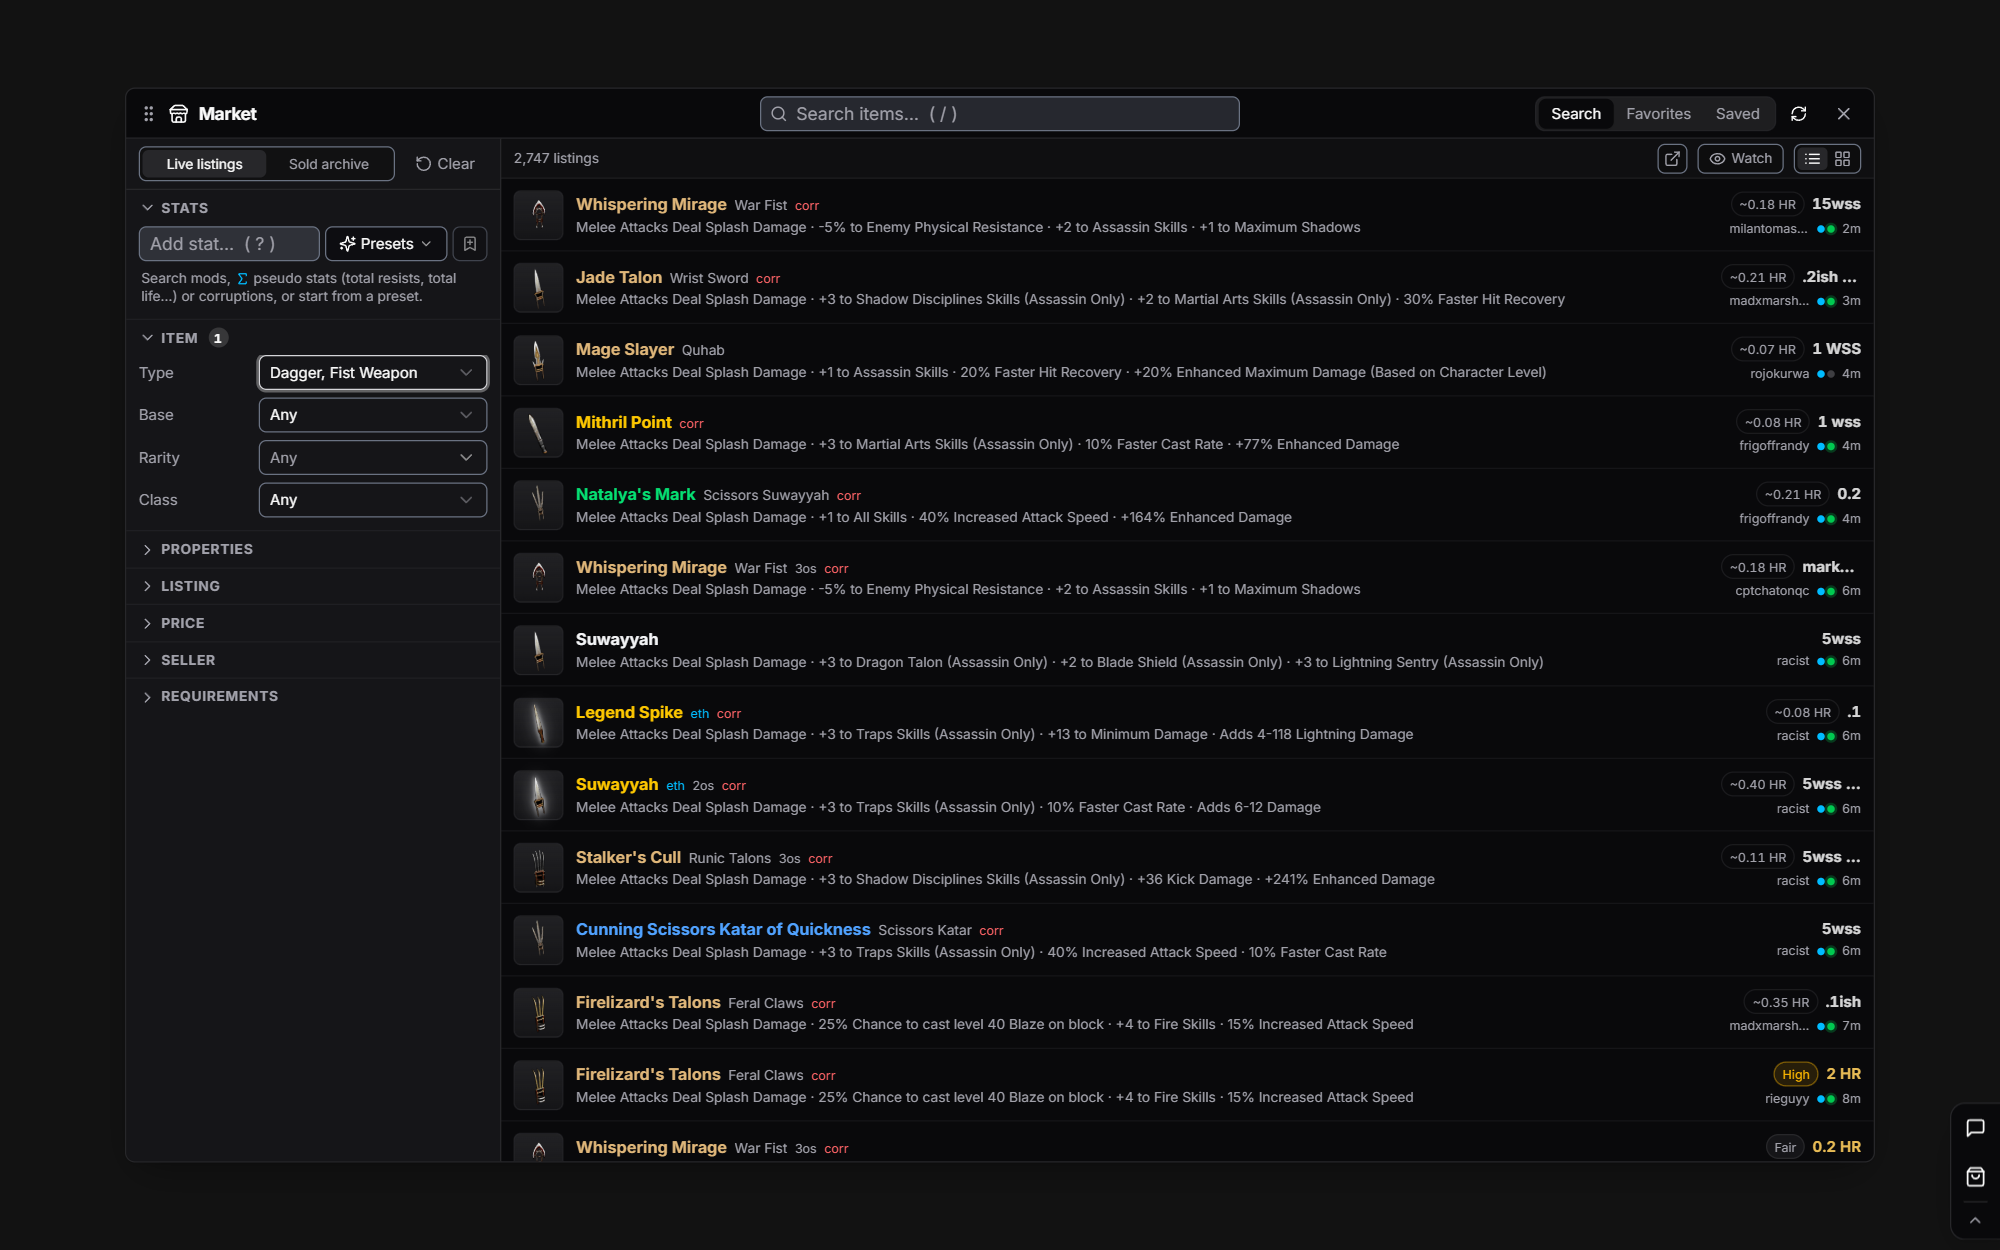 Market
Search items... ( / )
Search Favorites Saved
Live listings Sold archive Clear
2,747 listings
Watch
STATS
Add stat... ( ? ) Presets
Search mods, Σ pseudo stats (total resists, total
life...) or corruptions, or start from a preset.
ITEM 1
Type Dagger, Fist Weapon
Base Any
Rarity Any
Class Any
PROPERTIES
LISTING
PRICE
SELLER
REQUIREMENTS
Whispering Mirage War Fist corr ~0.18 HR 15wss
Melee Attacks Deal Splash Damage · -5% to Enemy Physical Resistance · +2 to Assassin Skills · +1 to Maximum Shadows milantomas... 2m
Jade Talon Wrist Sword corr ~0.21 HR .2ish ...
Melee Attacks Deal Splash Damage · +3 to Shadow Disciplines Skills (Assassin Only) · +2 to Martial Arts Skills (Assassin Only) · 30% Faster Hit Recovery madxmarsh... 3m
Mage Slayer Quhab ~0.07 HR 1 WSS
Melee Attacks Deal Splash Damage · +1 to Assassin Skills · 20% Faster Hit Recovery · +20% Enhanced Maximum Damage (Based on Character Level) rojokurwa 4m
Mithril Point corr ~0.08 HR 1 wss
Melee Attacks Deal Splash Damage · +3 to Martial Arts Skills (Assassin Only) · 10% Faster Cast Rate · +77% Enhanced Damage frigoffrandy 4m
Natalya's Mark Scissors Suwayyah corr ~0.21 HR 0.2
Melee Attacks Deal Splash Damage · +1 to All Skills · 40% Increased Attack Speed · +164% Enhanced Damage frigoffrandy 4m
Whispering Mirage War Fist 3os corr ~0.18 HR mark...
Melee Attacks Deal Splash Damage · -5% to Enemy Physical Resistance · +2 to Assassin Skills · +1 to Maximum Shadows cptchatonqc 6m
Suwayyah 5wss
Melee Attacks Deal Splash Damage · +3 to Dragon Talon (Assassin Only) · +2 to Blade Shield (Assassin Only) · +3 to Lightning Sentry (Assassin Only) racist 6m
Legend Spike eth corr ~0.08 HR .1
Melee Attacks Deal Splash Damage · +3 to Traps Skills (Assassin Only) · +13 to Minimum Damage · Adds 4-118 Lightning Damage racist 6m
Suwayyah eth 2os corr ~0.40 HR 5wss ...
Melee Attacks Deal Splash Damage · +3 to Traps Skills (Assassin Only) · 10% Faster Cast Rate · Adds 6-12 Damage racist 6m
Stalker's Cull Runic Talons 3os corr ~0.11 HR 5wss ...
Melee Attacks Deal Splash Damage · +3 to Shadow Disciplines Skills (Assassin Only) · +36 Kick Damage · +241% Enhanced Damage racist 6m
Cunning Scissors Katar of Quickness Scissors Katar corr 5wss
Melee Attacks Deal Splash Damage · +3 to Traps Skills (Assassin Only) · 40% Increased Attack Speed · 10% Faster Cast Rate racist 6m
Firelizard's Talons Feral Claws corr ~0.35 HR .1ish
Melee Attacks Deal Splash Damage · 25% Chance to cast level 40 Blaze on block · +4 to Fire Skills · 15% Increased Attack Speed madxmarsh... 7m
Firelizard's Talons Feral Claws corr High 2 HR
Melee Attacks Deal Splash Damage · 25% Chance to cast level 40 Blaze on block · +4 to Fire Skills · 15% Increased Attack Speed rieguyy 8m
Whispering Mirage War Fist 3os corr Fair 0.2 HR